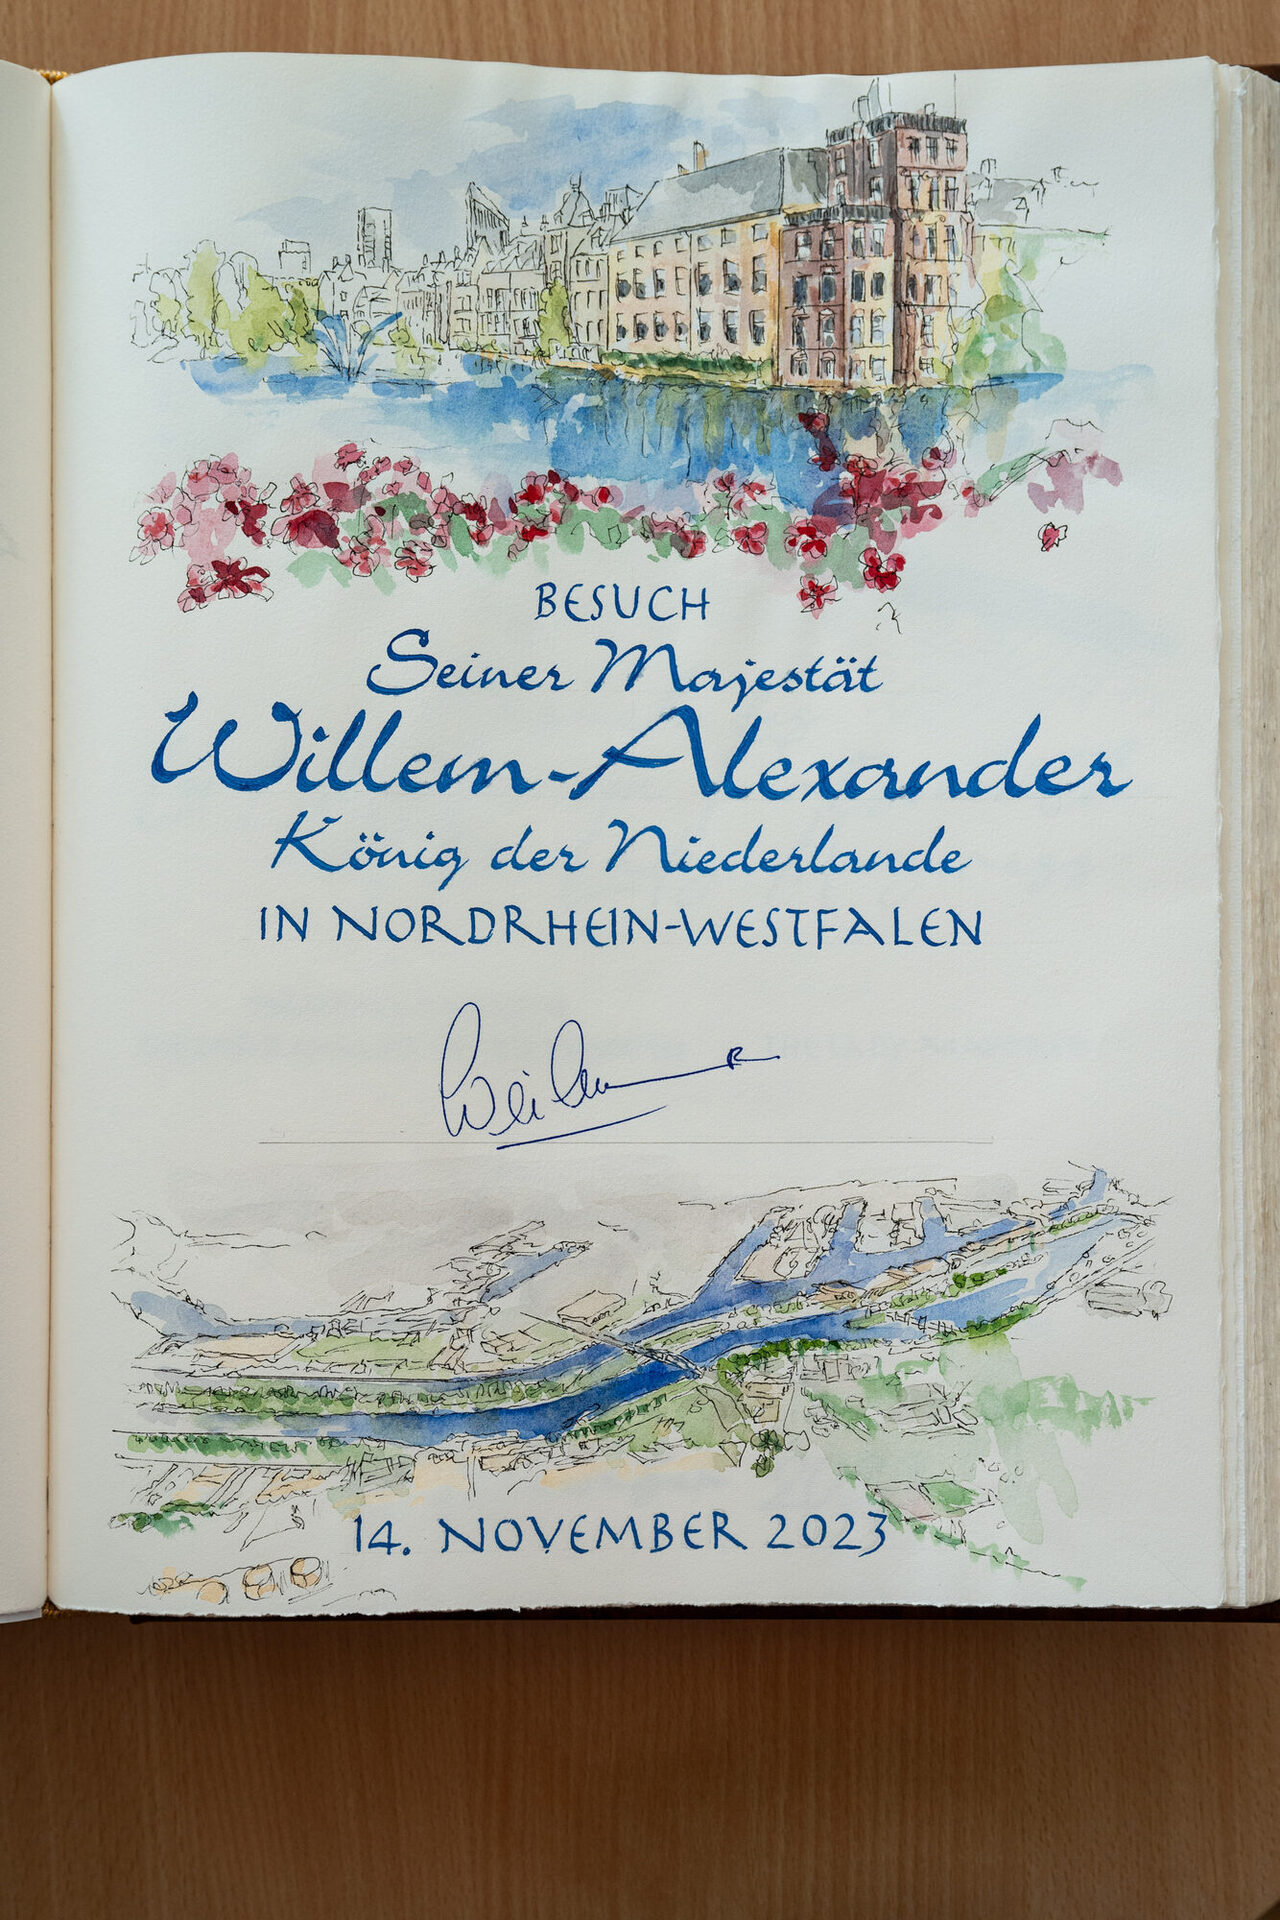 BESUCH
Seiner Majestät
Willem-Alexander
König der Niederlande
IN NORDRHEIN-WESTFALEN
14. NOVEMBER 2023